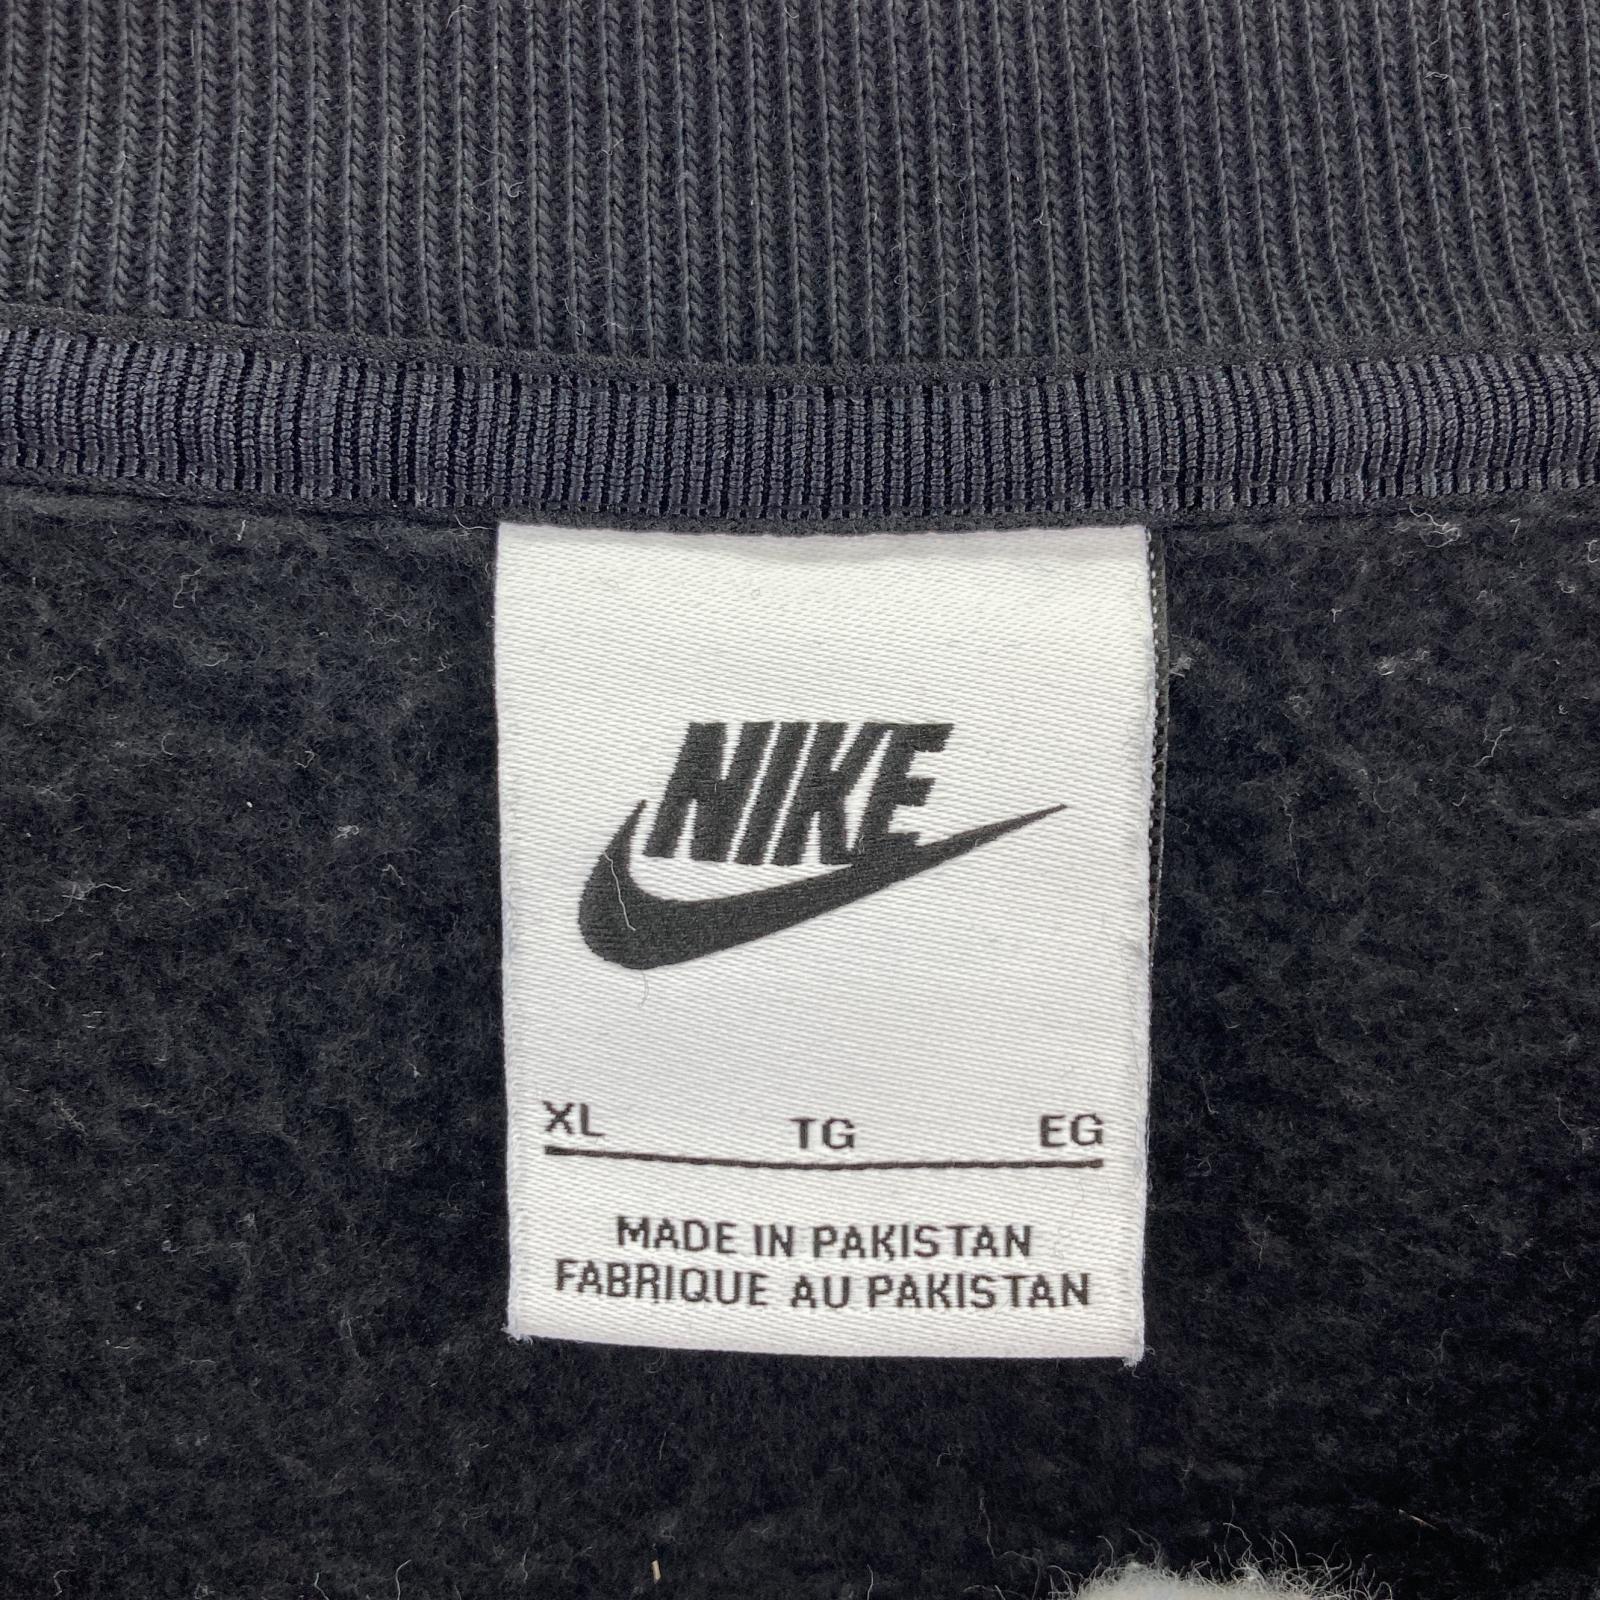 NIKE
XL TG EG
MADE IN PAKISTAN
FABRIQUE AU PAKISTAN